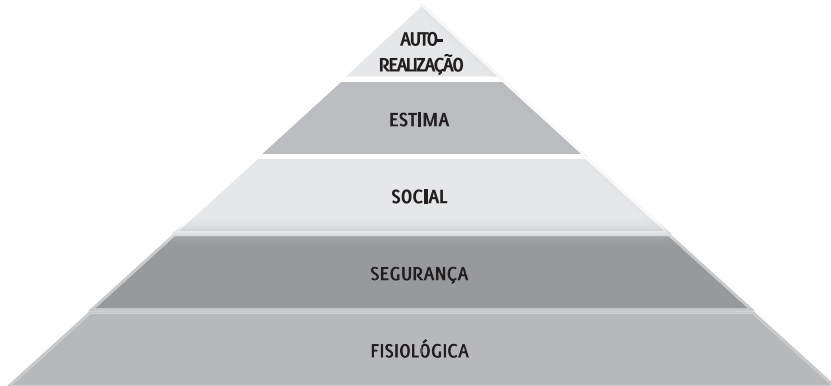 AUTO-
REALIZAÇÃO
ESTIMA
SOCIAL
SEGURANÇA
FISIOLÓGICA